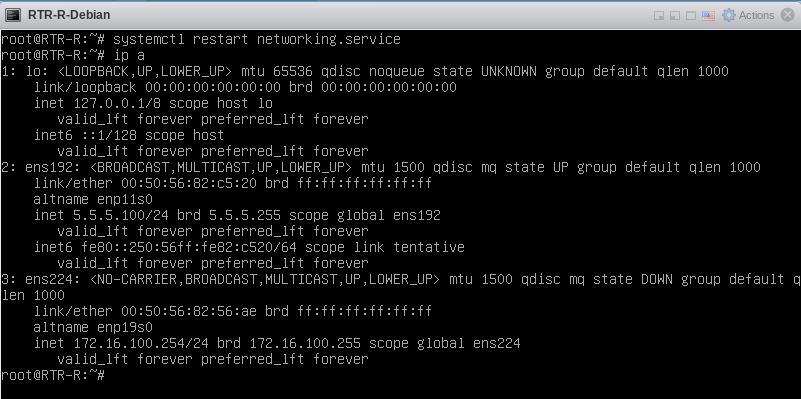 RTR-R-Debian
Actions
root@RTR-R:~# systemctl restart networking.service
root@RTR-R:~# ip a
1: lo: <LOOPBACK,UP,LOWER_UP> mtu 65536 qdisc noqueue state UNKNOWN group default qlen 1000
    link/loopback 00:00:00:00:00:00 brd 00:00:00:00:00:00
    inet 127.0.0.1/8 scope host lo
       valid_lft forever preferred_lft forever
    inet6 ::1/128 scope host
       valid_lft forever preferred_lft forever
2: ens192: <BROADCAST,MULTICAST,UP,LOWER_UP> mtu 1500 qdisc mq state UP group default qlen 1000
    link/ether 00:50:56:82:c5:20 brd ff:ff:ff:ff:ff:ff
    altname enp11s0
    inet 5.5.5.100/24 brd 5.5.5.255 scope global ens192
       valid_lft forever preferred_lft forever
    inet6 fe80::250:56ff:fe82:c520/64 scope link tentative
       valid_lft forever preferred_lft forever
3: ens224: <NO-CARRIER,BROADCAST,MULTICAST,UP,LOWER_UP> mtu 1500 qdisc mq state DOWN group default q
len 1000
    link/ether 00:50:56:82:56:ae brd ff:ff:ff:ff:ff:ff
    altname enp19s0
    inet 172.16.100.254/24 brd 172.16.100.255 scope global ens224
       valid_lft forever preferred_lft forever
root@RTR-R:~#